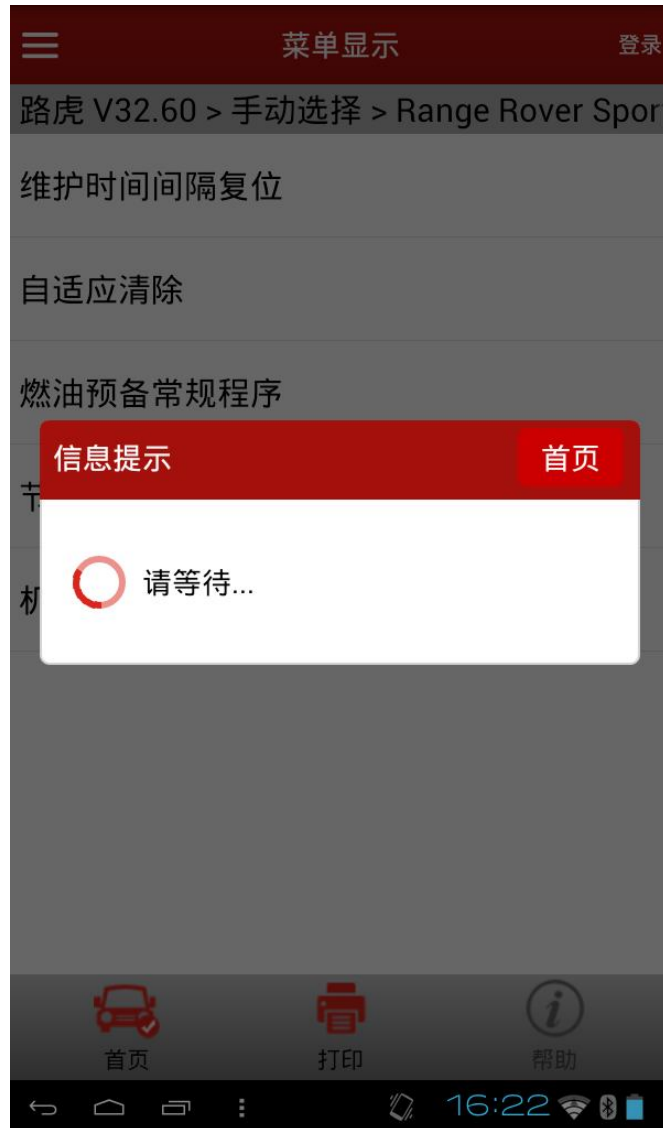 菜单显示 登录
路虎 V32.60 > 手动选择 > Range Rover Spor
维护时间间隔复位
自适应清除
燃油预备常规程序
信息提示 首页
节
请等待...
机
首页 打印 帮助
16:22